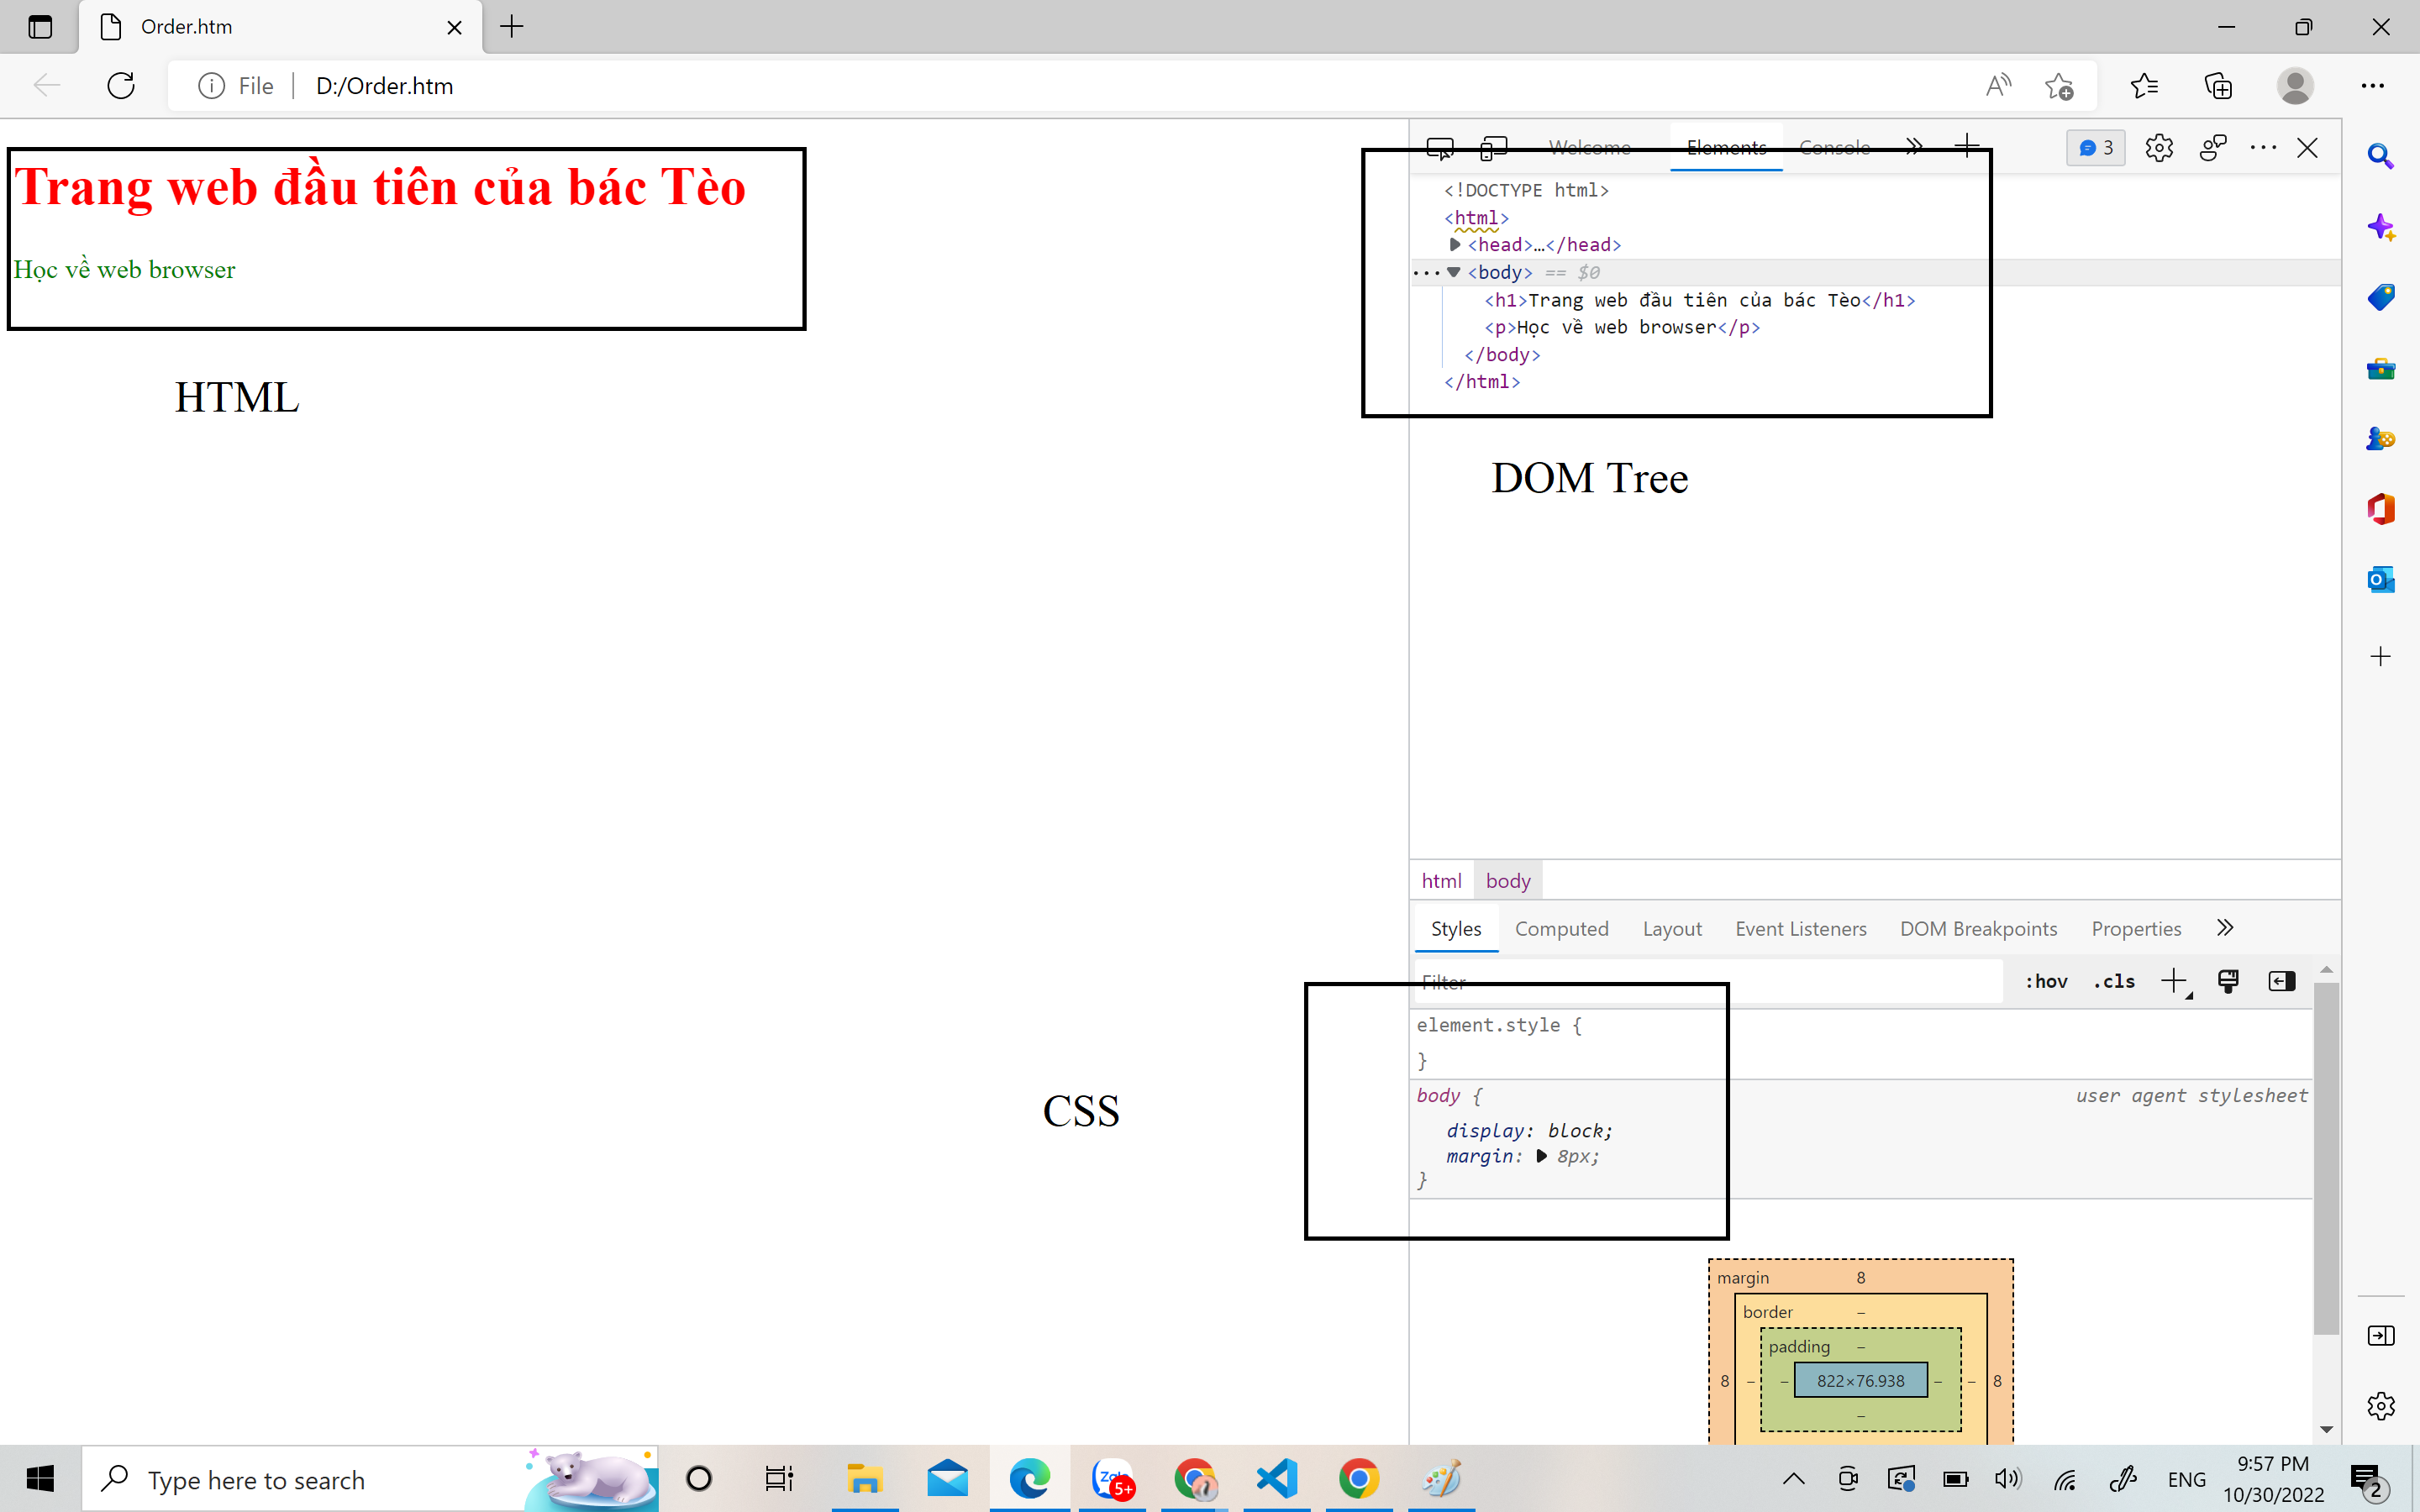 Order.htm
File
D:/Order.htm
Trang web đầu tiên của bác Tèo
Học về web browser
HTML
Welcome Elements Console
3
<!DOCTYPE html>
<html>
<head>…</head>
<body> == $0
<h1>Trang web đầu tiên của bác Tèo</h1>
<p>Học về web browser</p>
</body>
</html>
DOM Tree
html body
Styles Computed Layout Event Listeners DOM Breakpoints Properties
Filter
:hov .cls
element.style {
}
body { user agent stylesheet
display: block;
margin: 8px;
}
CSS
margin 8
border –
padding –
8 – – 822×76.938 – – 8
–
Type here to search
Zalo
5+
ENG
9:57 PM
10/30/2022
2